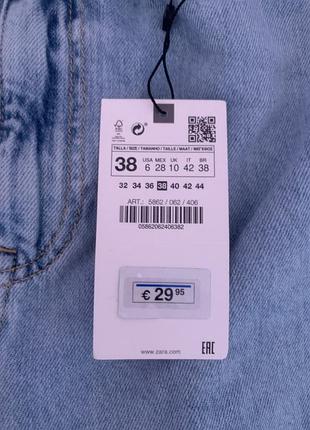 TALLA / SIZE / TAMANHO / TAILLE / MAAT / ΜΕΓΕΘΟΣ
38 USA 6 MEX 28 UK 10 IT 42 BR 38
32 34 36 38 40 42 44
ART.: 5862 / 062 / 406
05862062406382
€ 29 95
www.zara.com
EAC